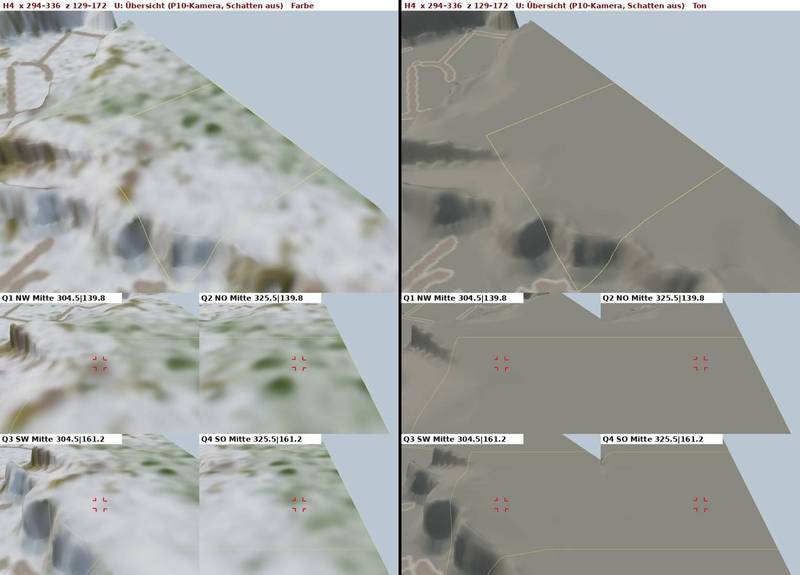 H4 x 294–336 z 129–172 U: Übersicht (P10-Kamera, Schatten aus) Farbe
H4 x 294–336 z 129–172 U: Übersicht (P10-Kamera, Schatten aus) Ton
Q1 NW Mitte 304.5|139.8
Q2 NO Mitte 325.5|139.8
Q1 NW Mitte 304.5|139.8
Q2 NO Mitte 325.5|139.8
Q3 SW Mitte 304.5|161.2
Q4 SO Mitte 325.5|161.2
Q3 SW Mitte 304.5|161.2
Q4 SO Mitte 325.5|161.2